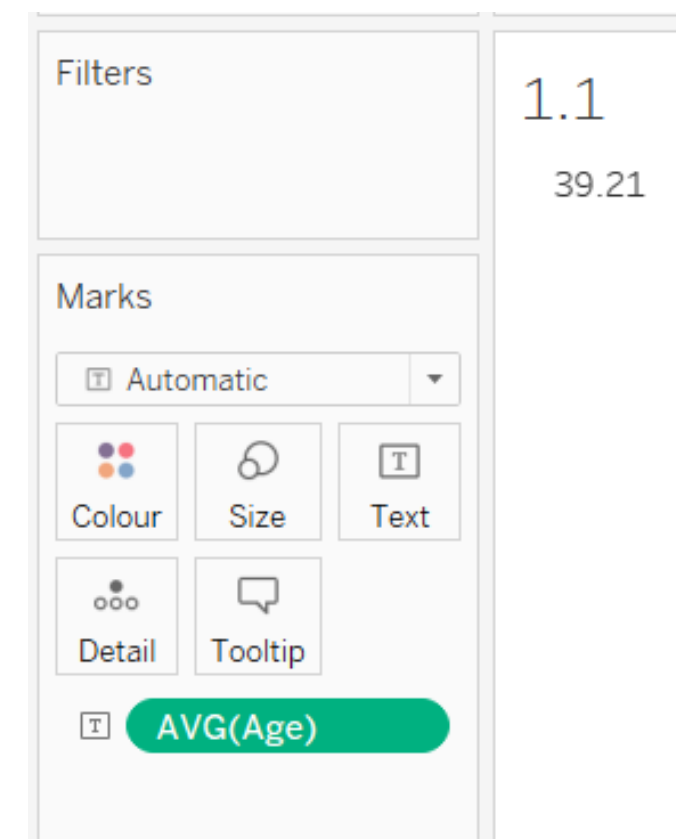 Filters
1.1
39.21
Marks
Automatic
Colour
Size
Text
Detail
Tooltip
AVG(Age)